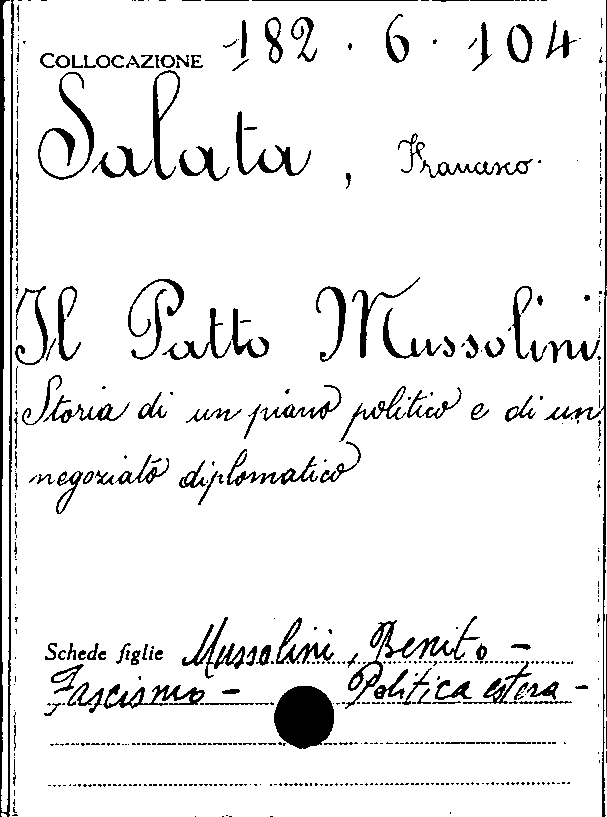 COLLOCAZIONE 182 . 6 . 104
Salata, Francesco.
Il Patto Mussolini.
Storia di un piano politico e di un
negoziato diplomatico
Schede figlie Mussolini, Benito -
Fascismo - Politica estera -